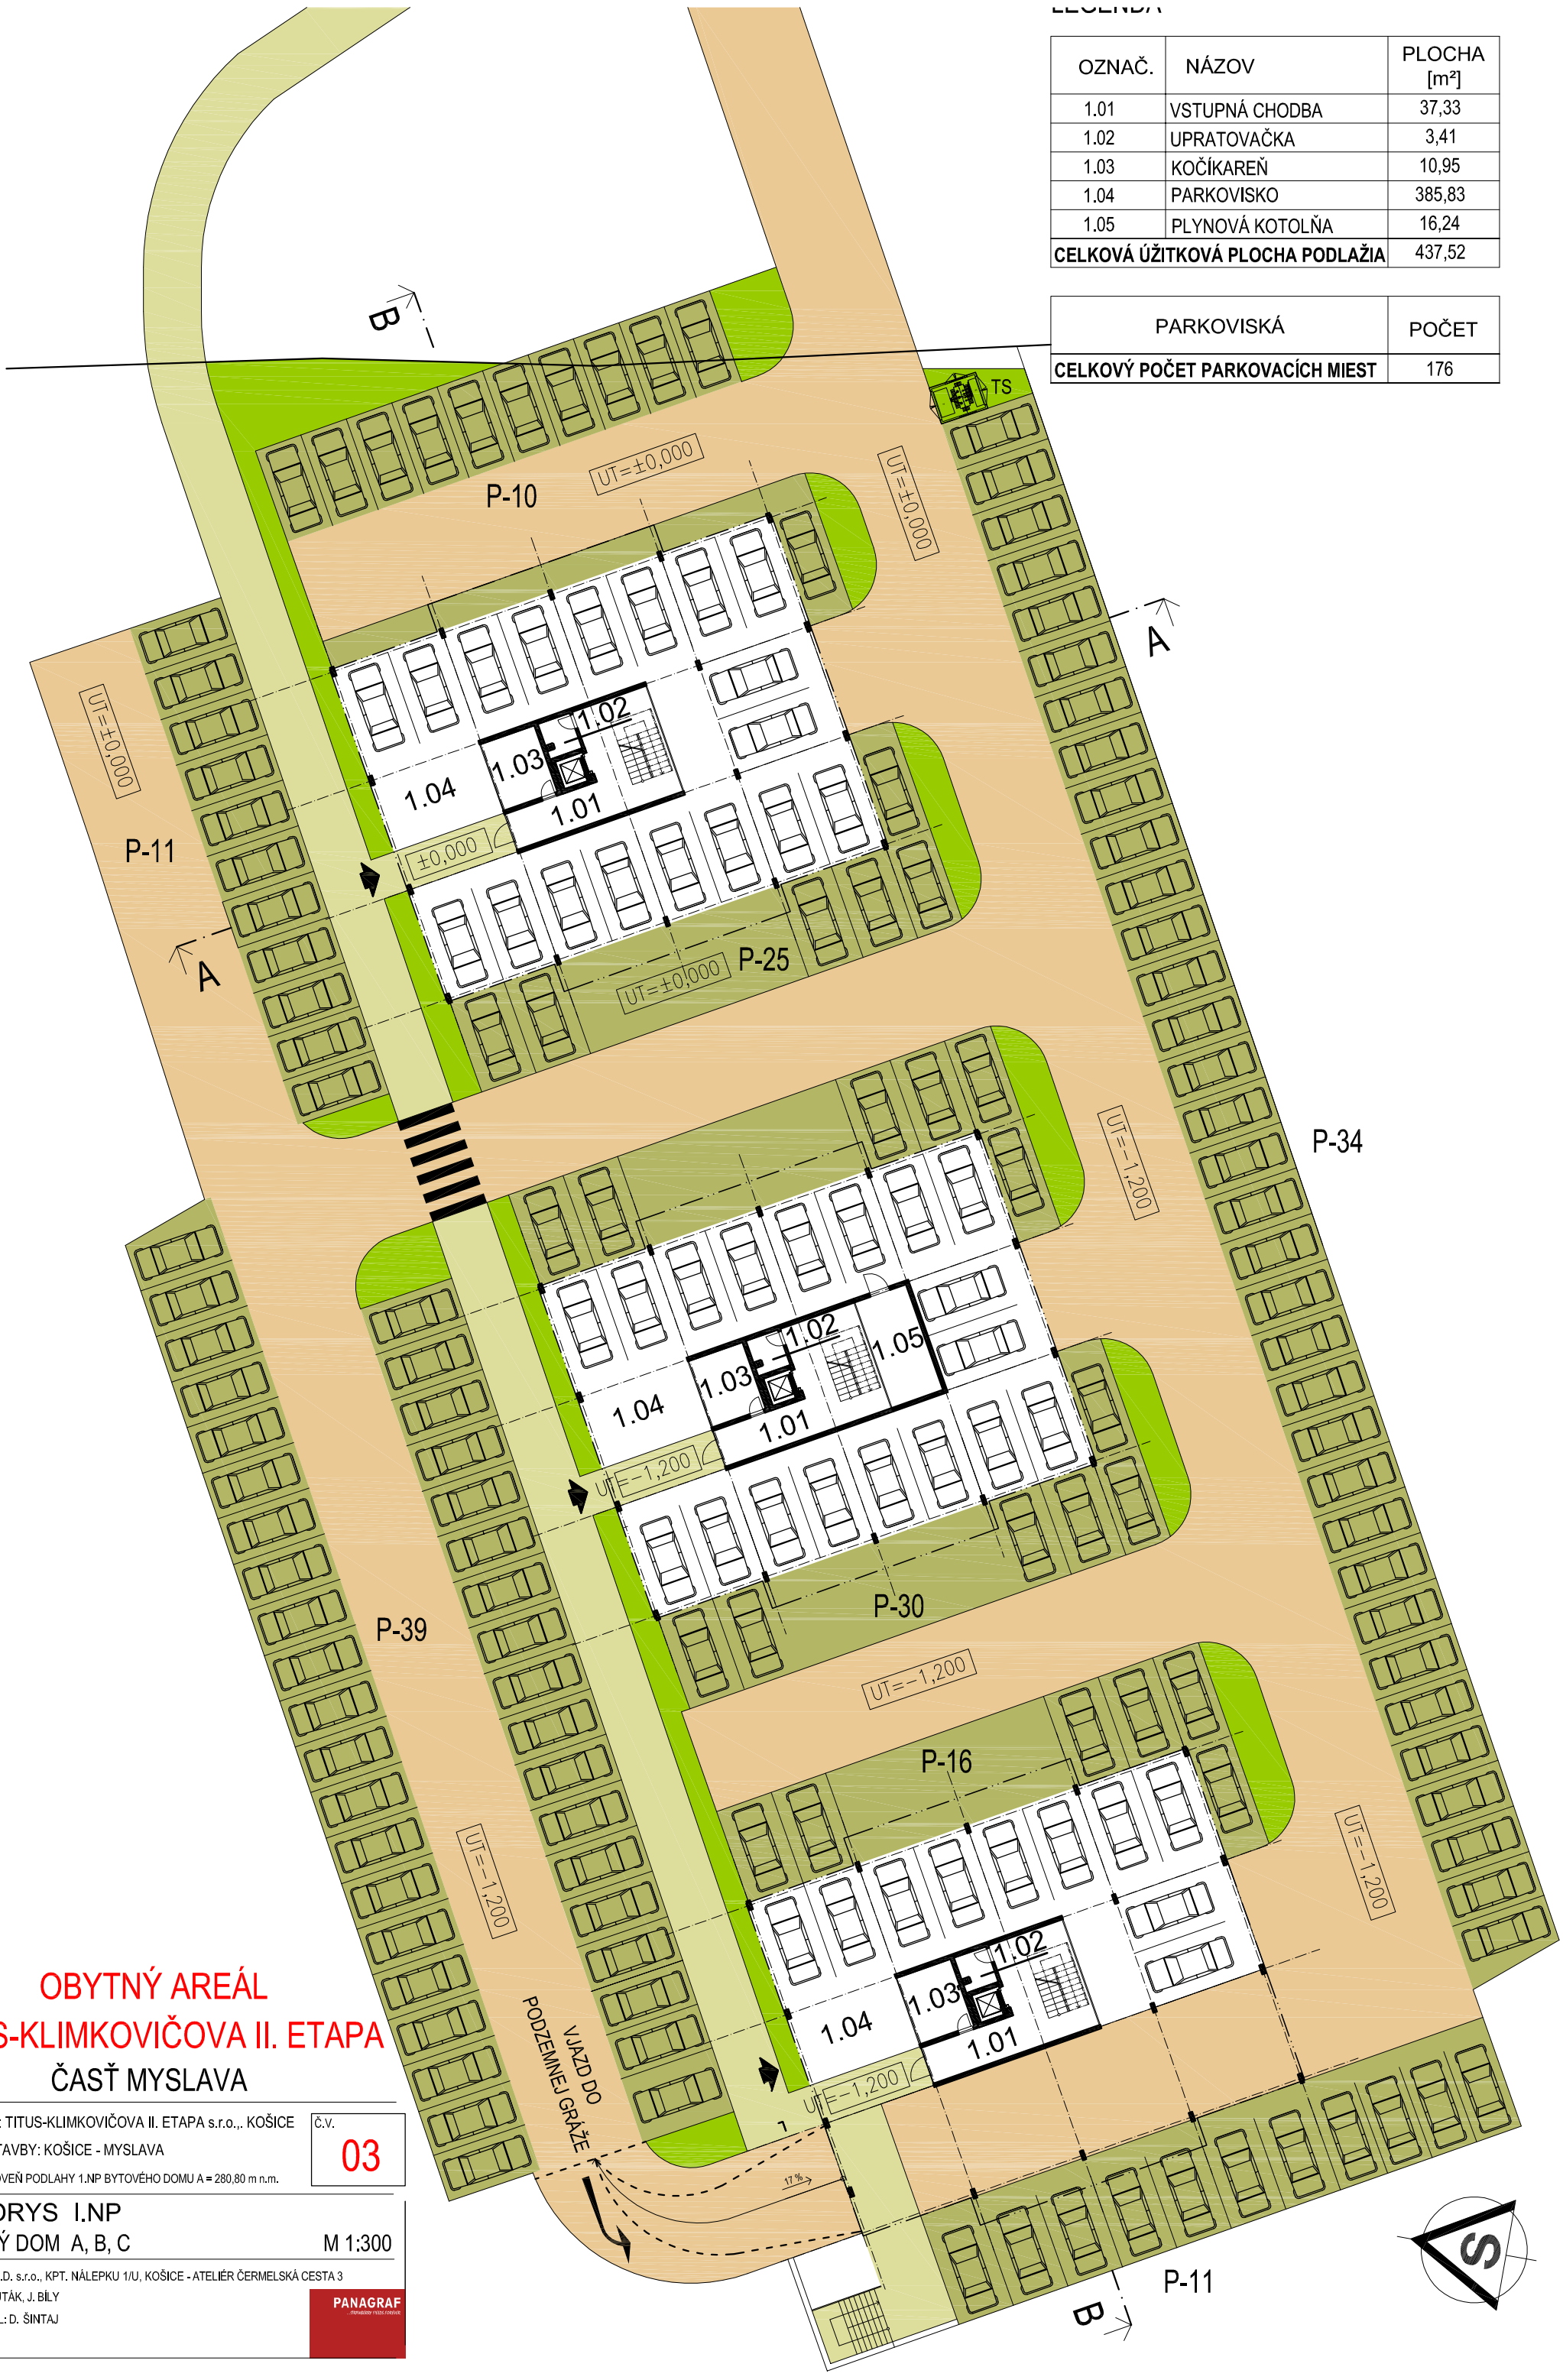 OZNAČ. NÁZOV PLOCHA [m²]
1.01 VSTUPNÁ CHODBA 37,33
1.02 UPRATOVAČKA 3,41
1.03 KOČÍKAREŇ 10,95
1.04 PARKOVISKO 385,83
1.05 PLYNOVÁ KOTOLŇA 16,24
CELKOVÁ ÚŽITKOVÁ PLOCHA PODLAŽIA 437,52
PARKOVISKÁ POČET
CELKOVÝ POČET PARKOVACÍCH MIEST 176
B
TS
UT=±0,000
P-10
UT=±0,000
A
UT=±0,000
1.02
1.03
1.04
1.01
P-11
±0,000
A
P-25
UT=±0,000
P-34
UT=-1,200
1.02
1.05
1.03
1.04
1.01
UT=-1,200
P-30
P-39
UT=-1,200
P-16
UT=-1,200
UT=-1,200
1.02
1.03
1.04
1.01
UT=-1,200
VJAZD DO
PODZEMNEJ GRÁŽE
17 %
P-11
B
S
OBYTNÝ AREÁL
S-KLIMKOVIČOVA II. ETAPA
ČASŤ MYSLAVA
: TITUS-KLIMKOVIČOVA II. ETAPA s.r.o., KOŠICE
TAVBY: KOŠICE - MYSLAVA
OVEŇ PODLAHY 1.NP BYTOVÉHO DOMU A = 280,80 m n.m.
Č.V.
03
ORYS I.NP
Ý DOM A, B, C M 1:300
.D. s.r.o., KPT. NÁLEPKU 1/U, KOŠICE - ATELIÉR ČERMELSKÁ CESTA 3
UTÁK, J. BÍLY
L: D. ŠINTAJ
PANAGRAF